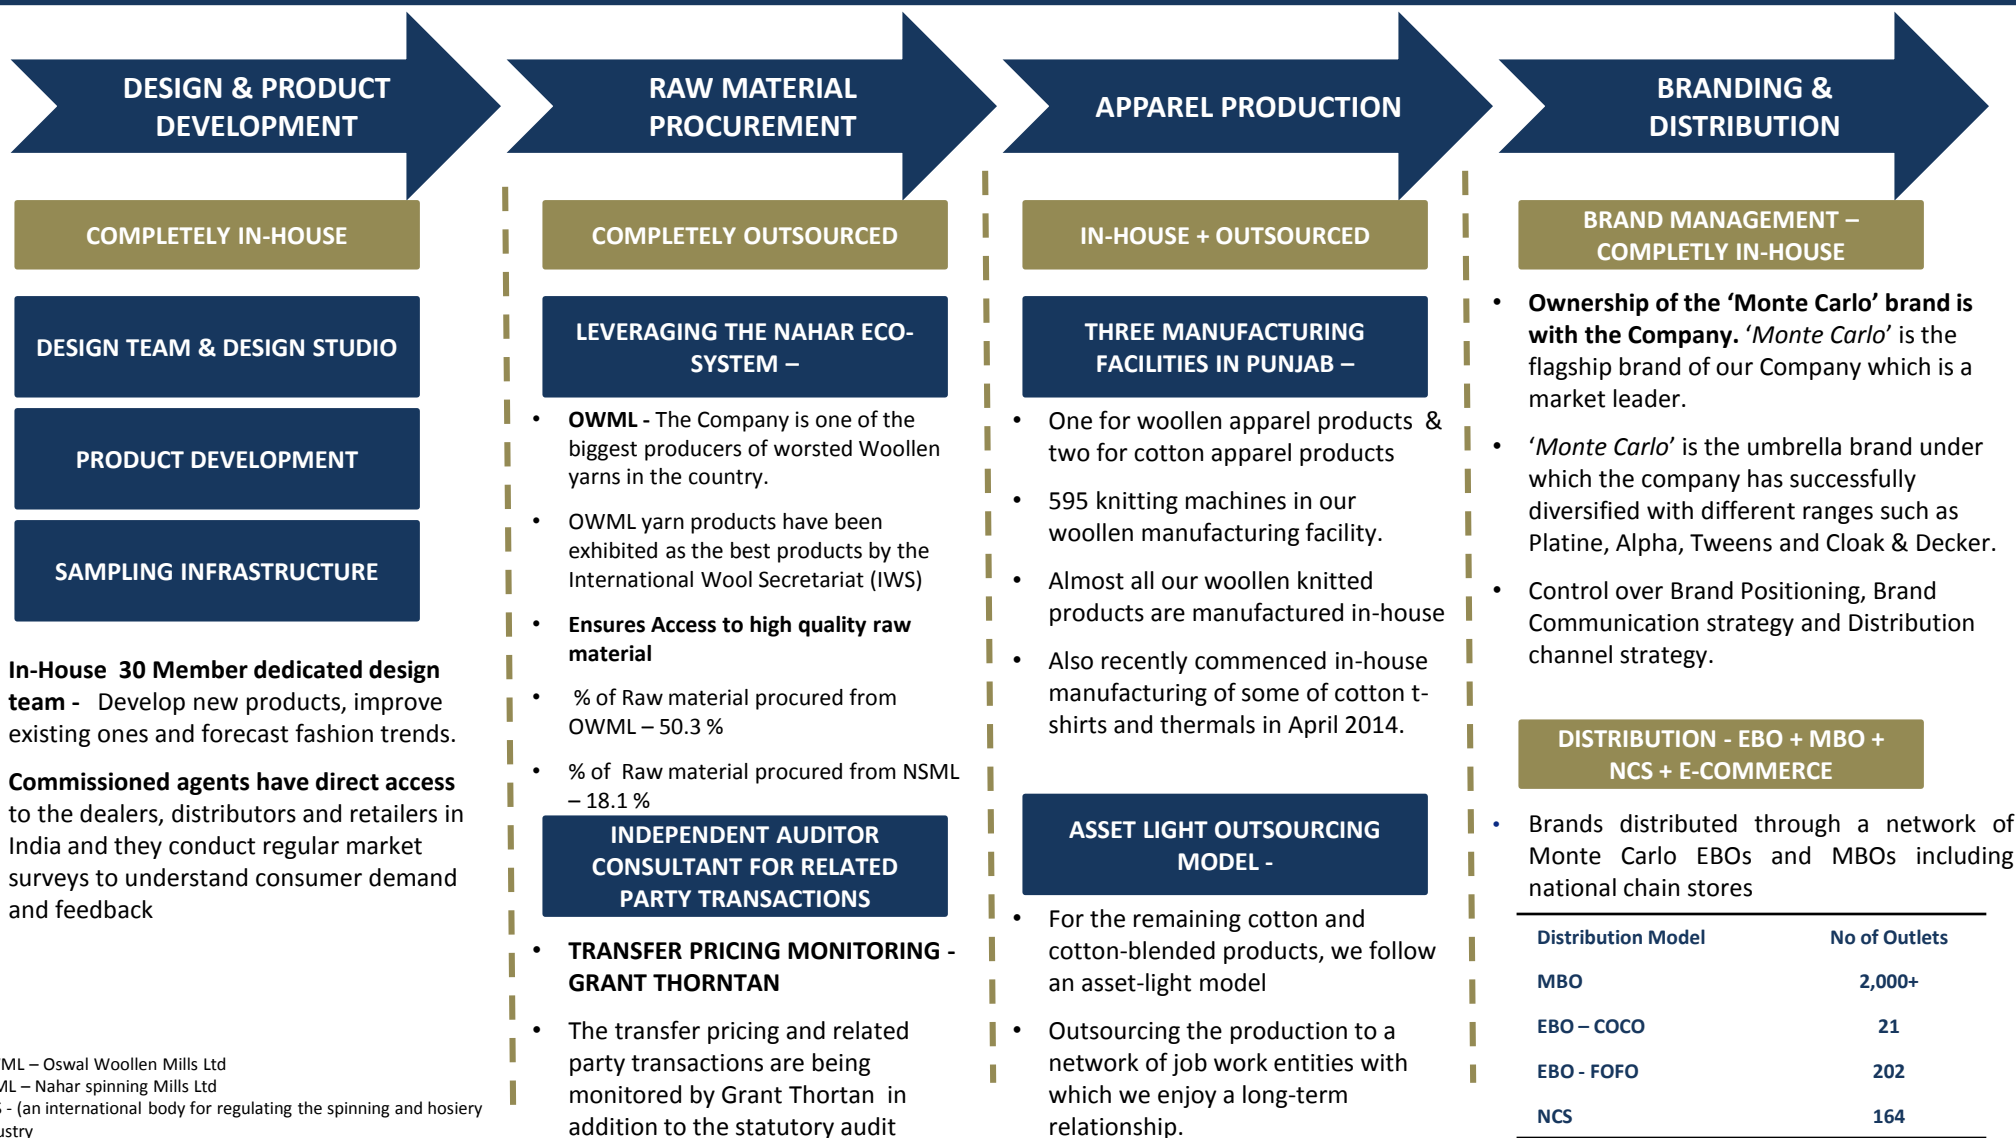 DESIGN & PRODUCT
DEVELOPMENT
RAW MATERIAL
PROCUREMENT
APPAREL PRODUCTION
BRANDING &
DISTRIBUTION
COMPLETELY IN-HOUSE
DESIGN TEAM & DESIGN STUDIO
PRODUCT DEVELOPMENT
SAMPLING INFRASTRUCTURE
In-House 30 Member dedicated design
team - Develop new products, improve
existing ones and forecast fashion trends.
Commissioned agents have direct access
to the dealers, distributors and retailers in
India and they conduct regular market
surveys to understand consumer demand
and feedback
– Oswal Woollen Mills Ltd
– Nahar spinning Mills Ltd
- (an international body for regulating the spinning and hosiery
COMPLETELY OUTSOURCED
LEVERAGING THE NAHAR ECO-
SYSTEM –
• OWML - The Company is one of the
biggest producers of worsted Woollen
yarns in the country.
• OWML yarn products have been
exhibited as the best products by the
International Wool Secretariat (IWS)
• Ensures Access to high quality raw
material
• % of Raw material procured from
OWML – 50.3 %
• % of Raw material procured from NSML
– 18.1 %
INDEPENDENT AUDITOR
CONSULTANT FOR RELATED
PARTY TRANSACTIONS
• TRANSFER PRICING MONITORING -
GRANT THORNTAN
• The transfer pricing and related
party transactions are being
monitored by Grant Thortan in
addition to the statutory audit
IN-HOUSE + OUTSOURCED
THREE MANUFACTURING
FACILITIES IN PUNJAB –
• One for woollen apparel products &
two for cotton apparel products
• 595 knitting machines in our
woollen manufacturing facility.
• Almost all our woollen knitted
products are manufactured in-house
• Also recently commenced in-house
manufacturing of some of cotton t-
shirts and thermals in April 2014.
ASSET LIGHT OUTSOURCING
MODEL -
• For the remaining cotton and
cotton-blended products, we follow
an asset-light model
• Outsourcing the production to a
network of job work entities with
which we enjoy a long-term
relationship.
BRAND MANAGEMENT –
COMPLETLY IN-HOUSE
• Ownership of the ‘Monte Carlo’ brand is
with the Company. ‘Monte Carlo’ is the
flagship brand of our Company which is a
market leader.
• ‘Monte Carlo’ is the umbrella brand under
which the company has successfully
diversified with different ranges such as
Platine, Alpha, Tweens and Cloak & Decker.
• Control over Brand Positioning, Brand
Communication strategy and Distribution
channel strategy.
DISTRIBUTION - EBO + MBO +
NCS + E-COMMERCE
• Brands distributed through a network of
Monte Carlo EBOs and MBOs including
national chain stores
Distribution Model No of Outlets
MBO 2,000+
EBO – COCO 21
EBO - FOFO 202
NCS 164